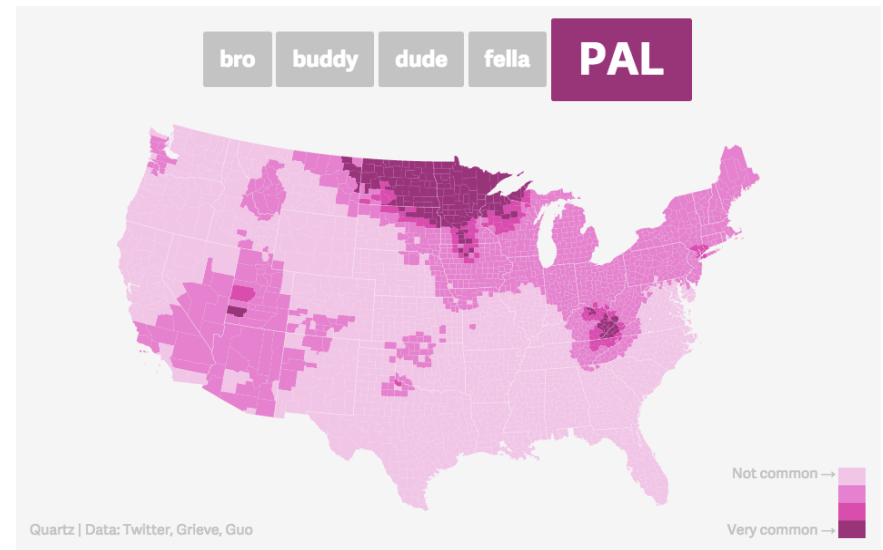 bro buddy dude fella PAL
Not common →
Very common →
Quartz | Data: Twitter, Grieve, Guo